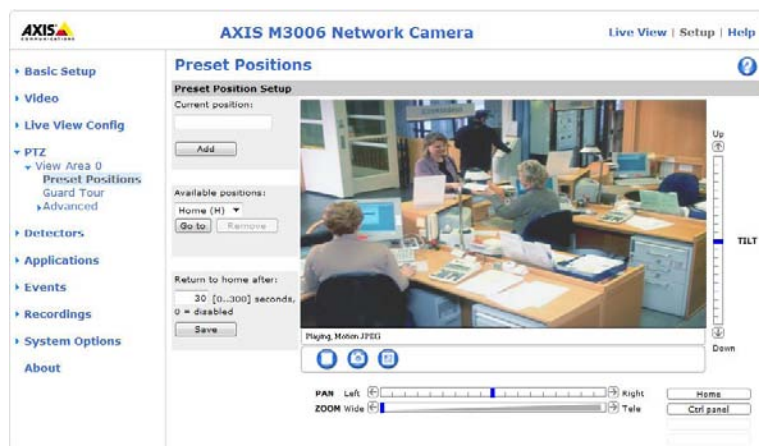 AXIS
COMMUNICATIONS
AXIS M3006 Network Camera
Live View | Setup | Help
Basic Setup
Video
Live View Config
PTZ
View Area 0
Preset Positions
Guard Tour
Advanced
Detectors
Applications
Events
Recordings
System Options
About
Preset Positions
?
Preset Position Setup
Current position:
Add
Available positions:
Home (H)
Go to Remove
Return to home after:
30 [0...300] seconds,
0 = disabled
Save
Playing, Motion JPEG
Up
TILT
Down
PAN Left Right
ZOOM Wide Tele
Home
Ctrl panel